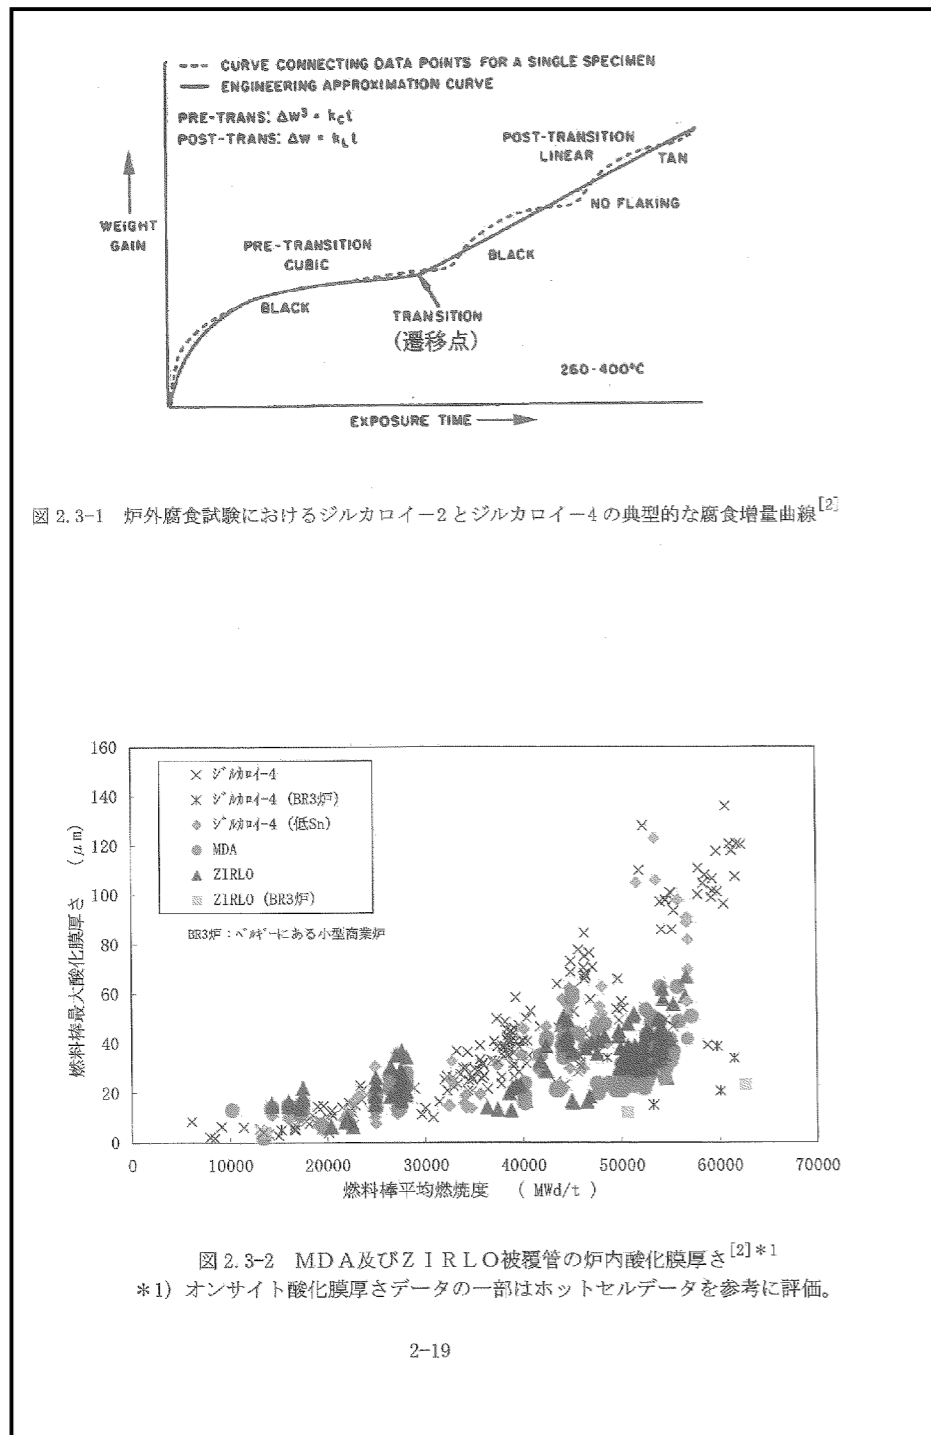 --- CURVE CONNECTING DATA POINTS FOR A SINGLE SPECIMEN
— ENGINEERING APPROXIMATION CURVE
PRE-TRANS: Δw³ = k_C t
POST-TRANS: Δw = k_L t
POST-TRANSITION
LINEAR
TAN
NO FLAKING
WEIGHT
GAIN
PRE-TRANSITION
CUBIC
BLACK
BLACK
TRANSITION
(遷移点)
260-400°C
EXPOSURE TIME
図 2.3-1 炉外腐食試験におけるジルカロイ-2とジルカロイ-4の典型的な腐食増量曲線[2]
160
140
120
100
80
60
40
20
0
燃料棒最大酸化膜厚さ (μm)
× ジルカロイ-4
ジルカロイ-4 (BR3炉)
ジルカロイ-4 (低Sn)
MDA
ZIRLO
ZIRLO (BR3炉)
BR3炉:ベルギーにある小型商業炉
0 10000 20000 30000 40000 50000 60000 70000
燃料棒平均燃焼度 ( MWd/t )
図 2.3-2 MDA及びZIRLO被覆管の炉内酸化膜厚さ[2]*1
*1) オンサイト酸化膜厚さデータの一部はホットセルデータを参考に評価。
2-19